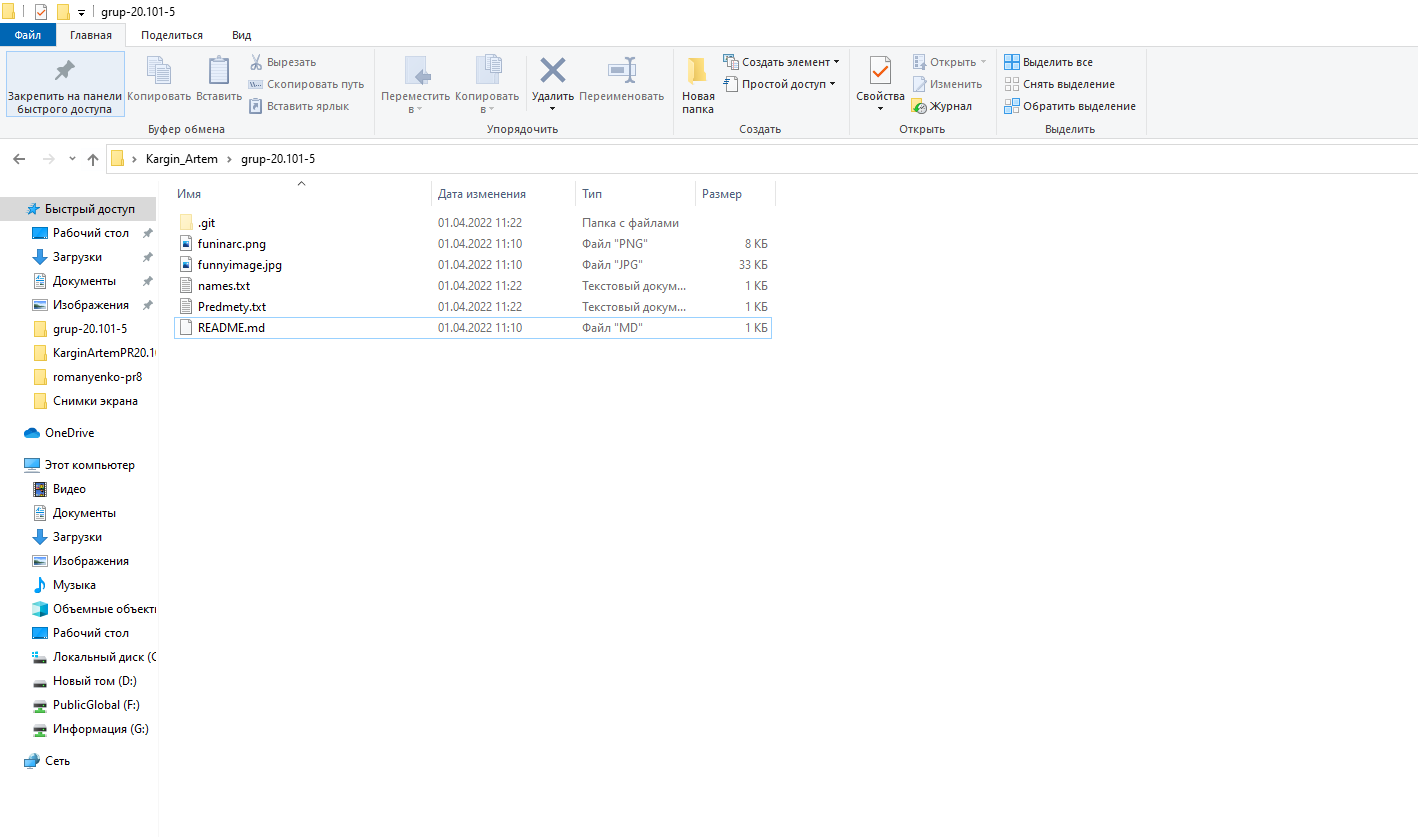 grup-20.101-5
Файл Главная Поделиться Вид
Закрепить на панели быстрого доступа
Копировать
Вставить
Вырезать
Скопировать путь
Вставить ярлык
Буфер обмена
Переместить в
Копировать в
Удалить
Переименовать
Упорядочить
Новая папка
Создать элемент
Простой доступ
Создать
Свойства
Открыть
Изменить
Журнал
Открыть
Выделить все
Снять выделение
Обратить выделение
Выделить
Kargin_Artem grup-20.101-5
Быстрый доступ
Рабочий стол
Загрузки
Документы
Изображения
grup-20.101-5
KarginArtemPR20.10
romanyenko-pr8
Снимки экрана
OneDrive
Этот компьютер
Видео
Документы
Загрузки
Изображения
Музыка
Объемные объекты
Рабочий стол
Локальный диск (C
Новый том (D:)
PublicGlobal (F:)
Информация (G:)
Сеть
Имя Дата изменения Тип Размер
.git 01.04.2022 11:22 Папка с файлами
funinarc.png 01.04.2022 11:10 Файл "PNG" 8 КБ
funnyimage.jpg 01.04.2022 11:10 Файл "JPG" 33 КБ
names.txt 01.04.2022 11:22 Текстовый докум... 1 КБ
Predmety.txt 01.04.2022 11:22 Текстовый докум... 1 КБ
README.md 01.04.2022 11:10 Файл "MD" 1 КБ